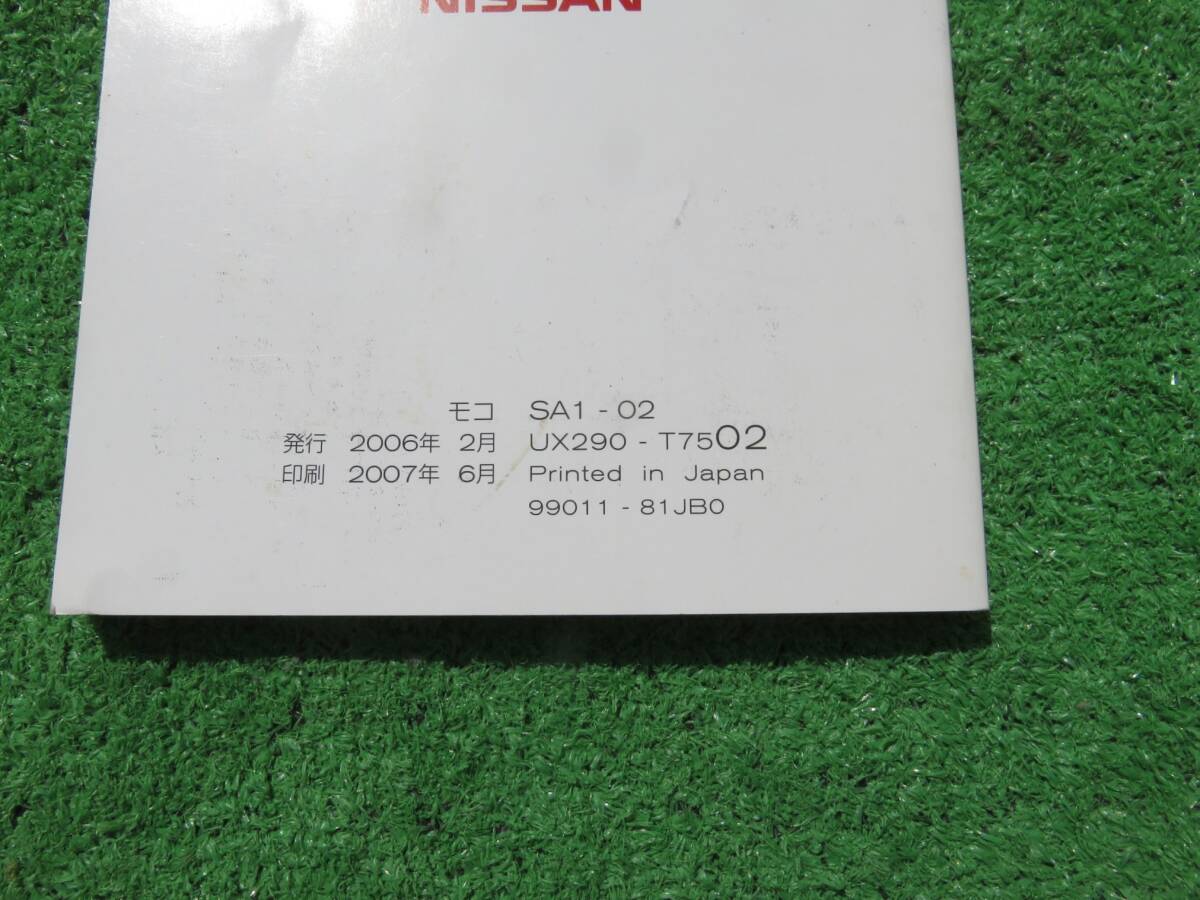 NISSAN
モコ SA1 - 02
発行 2006年 2月 UX290 - T7502
印刷 2007年 6月 Printed in Japan
99011 - 81JB0